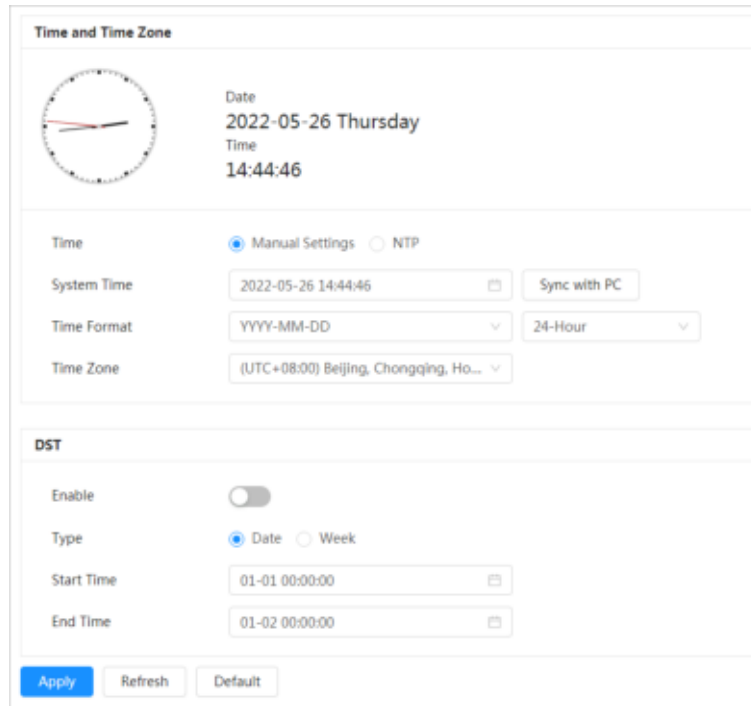 Time and Time Zone
Date
2022-05-26 Thursday
Time
14:44:46
Time Manual Settings NTP
System Time 2022-05-26 14:44:46 Sync with PC
Time Format YYYY-MM-DD 24-Hour
Time Zone (UTC+08:00) Beijing, Chongqing, Ho...
DST
Enable
Type Date Week
Start Time 01-01 00:00:00
End Time 01-02 00:00:00
Apply Refresh Default